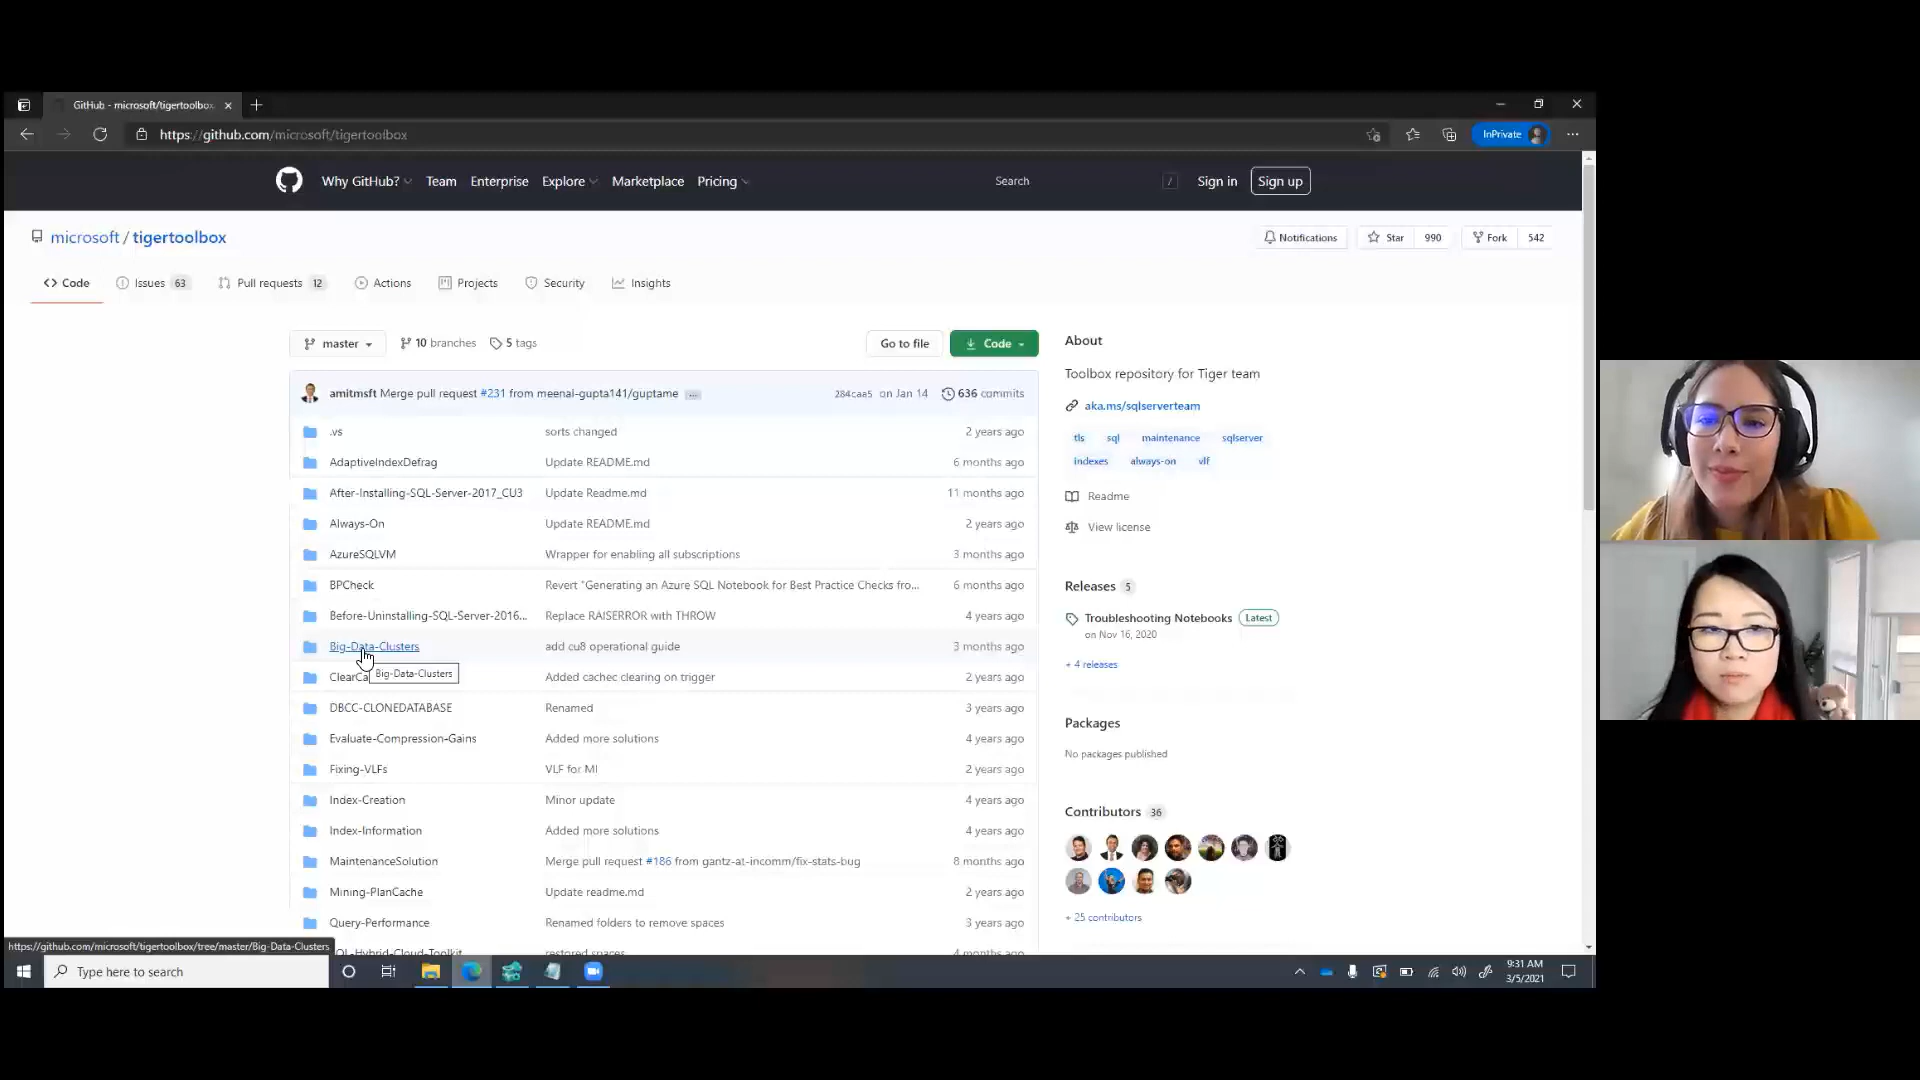 GitHub - microsoft/tigertoolbox
https://github.com/microsoft/tigertoolbox
InPrivate
Why GitHub?
Team
Enterprise
Explore
Marketplace
Pricing
Search
/
Sign in
Sign up
microsoft / tigertoolbox
Notifications
Star 990
Fork 542
Code
Issues 63
Pull requests 12
Actions
Projects
Security
Insights
master
10 branches
5 tags
Go to file
Code
About
Toolbox repository for Tiger team
aka.ms/sqlserverteam
tls sql maintenance sqlserver
indexes always-on vlf
Readme
View license
amitmsft Merge pull request #231 from meenal-gupta141/guptame ... 284caa5 on Jan 14 636 commits
.vs sorts changed 2 years ago
AdaptiveIndexDefrag Update README.md 6 months ago
After-Installing-SQL-Server-2017_CU3 Update Readme.md 11 months ago
Always-On Update README.md 2 years ago
AzureSQLVM Wrapper for enabling all subscriptions 3 months ago
BPCheck Revert "Generating an Azure SQL Notebook for Best Practice Checks fro... 6 months ago
Before-Uninstalling-SQL-Server-2016... Replace RAISERROR with THROW 4 years ago
Big-Data-Clusters add cu8 operational guide 3 months ago
Big-Data-Clusters
ClearCa Added cachec clearing on trigger 2 years ago
DBCC-CLONEDATABASE Renamed 3 years ago
Evaluate-Compression-Gains Added more solutions 4 years ago
Fixing-VLFs VLF for MI 2 years ago
Index-Creation Minor update 4 years ago
Index-Information Added more solutions 4 years ago
MaintenanceSolution Merge pull request #186 from gantz-at-incomm/fix-stats-bug 8 months ago
Mining-PlanCache Update readme.md 2 years ago
Query-Performance Renamed folders to remove spaces 3 years ago
QL-Hybrid-Cloud-Toolkit restored spaces 4 months ago
Releases 5
Troubleshooting Notebooks Latest
on Nov 16, 2020
+ 4 releases
Packages
No packages published
Contributors 36
+ 25 contributors
https://github.com/microsoft/tigertoolbox/tree/master/Big-Data-Clusters
Type here to search
9:31 AM
3/5/2021